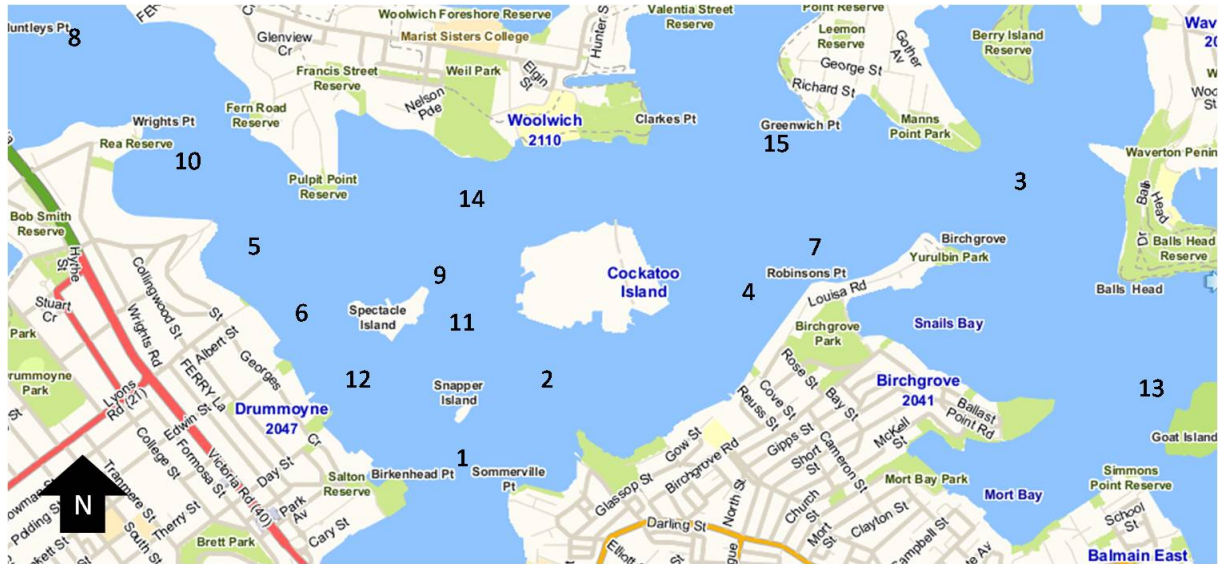 Woolwich Foreshore Reserve
Valentia Street
Reserve
Point Reserve
Huntleys Pt
8
Marist Sisters College
Hunter S
Glenview
Cr
Leemon
Reserve
Gother
Av
Berry Island
Reserve
Francis Street
Reserve
Weil Park
Elgin
St
George St
Richard St
Nelson
Pde
Fern Road
Reserve
Woolwich
2110
Clarkes Pt
Greenwich Pt
Manns
Point Park
Wrights Pt
Rea Reserve
10
15
Waverton Penin
Pulpit Point
Reserve
14
3
Balls
Head
Dr
Bob Smith
Reserve
Hythe
St
5
7
Birchgrove
Yurulbin Park
Balls Head
Reserve
9
Cockatoo
Island
Robinsons Pt
4
Louisa Rd
Balls Head
Collingwood St
Stuart
Cr
Wrights Rd
6
Spectacle
Island
11
Snails Bay
Birchgrove
Park
Park
St
Albert St
Georges
Cr
FERRY La
Drummoyne
Park
Lyons
Rd (21)
12
Snapper
Island
2
Rose St
Cove St
Reuss St
Bay St
Birchgrove
2041
13
Drummoyne
2047
Edwin St
College St
Formosa St
Victoria Rd (40)
Day St
Ballast
Point Rd
McKell
St
Goat Island
Gow St
Gipps St
Short
St
Cameron St
1
Salton
Reserve
Birkenhead Pt
Sommerville
Pt
Birchgrove Rd
Glassop St
North St
Church
St
Mort
St
Mort Bay Park
Mort Bay
Simmons
Point Reserve
N
Tranmere St
Polding St
South St
Therry St
Park
Av
Cary St
Brett Park
Darling St
Clayton St
Campbell St
School
St
Balmain East